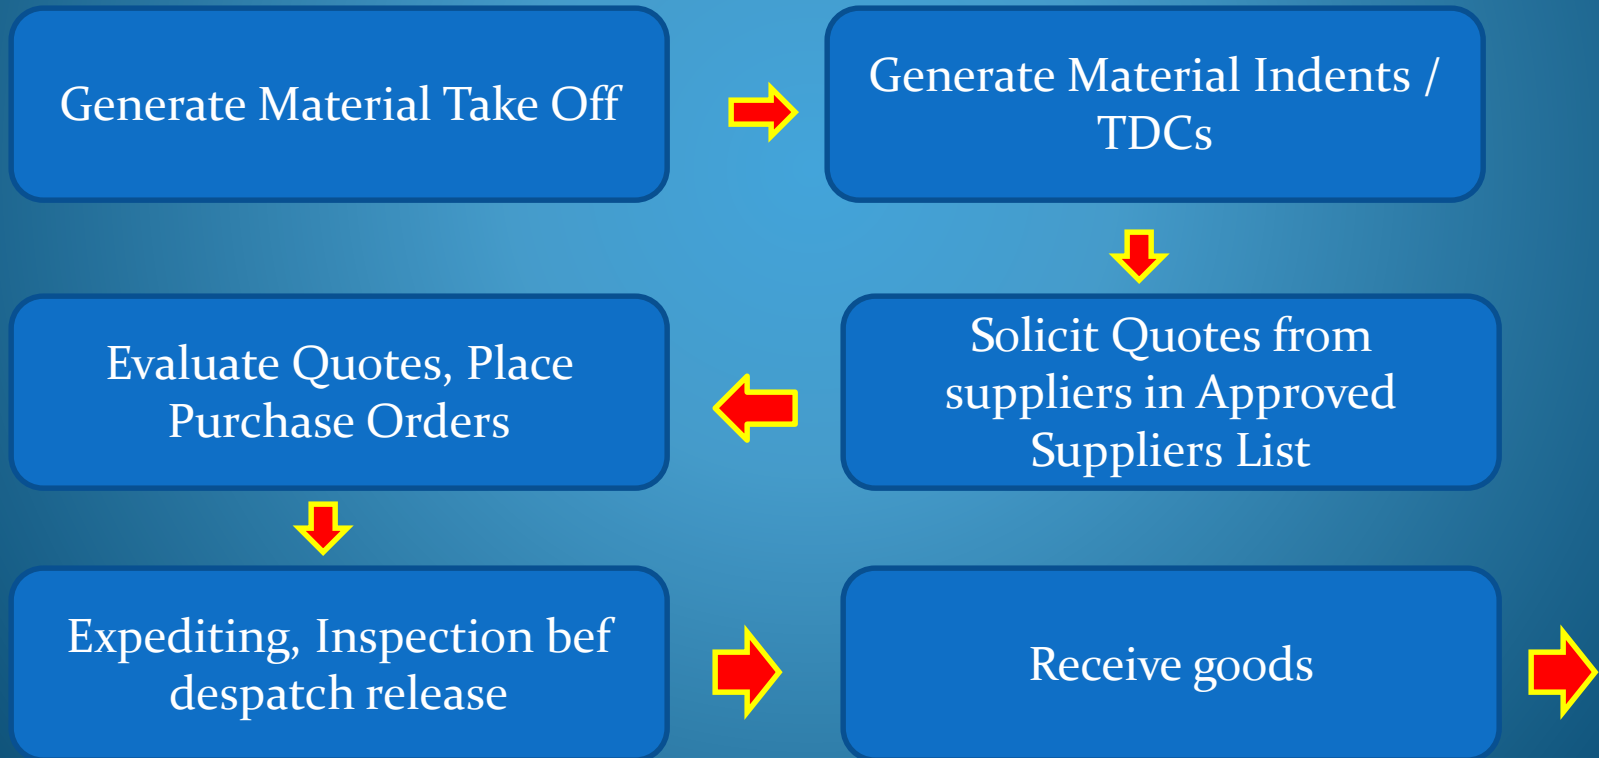 Generate Material Take Off
Generate Material Indents /
TDCs
Solicit Quotes from
suppliers in Approved
Suppliers List
Evaluate Quotes, Place
Purchase Orders
Expediting, Inspection bef
despatch release
Receive goods